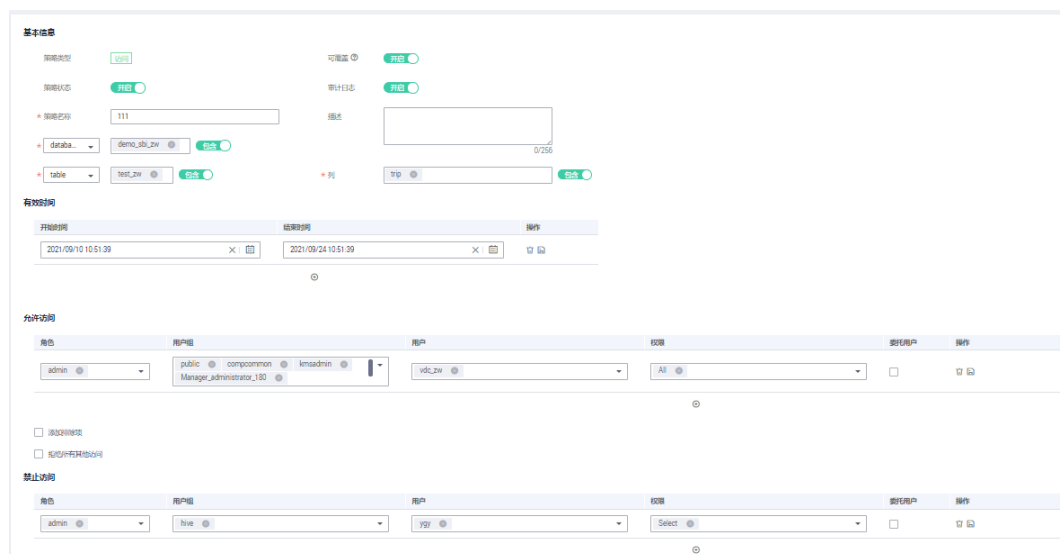 基本信息
策略类型 访问 可覆盖 开启
策略状态 开启 审计日志 开启
* 策略名称 111 描述
0/256
* databa... demo_sbi_zw 包含
* table test_zw 包含 * 列 trip 包含
有效时间
开始时间 结束时间 操作
2021/09/10 10:51:39 2021/09/24 10:51:39
允许访问
角色 用户组 用户 权限 委托用户 操作
admin public compcommon kmsadmin vdc_zw All
Manager_administrator_180
添加排除项
拒绝所有其他访问
禁止访问
角色 用户组 用户 权限 委托用户 操作
admin hive ygy Select